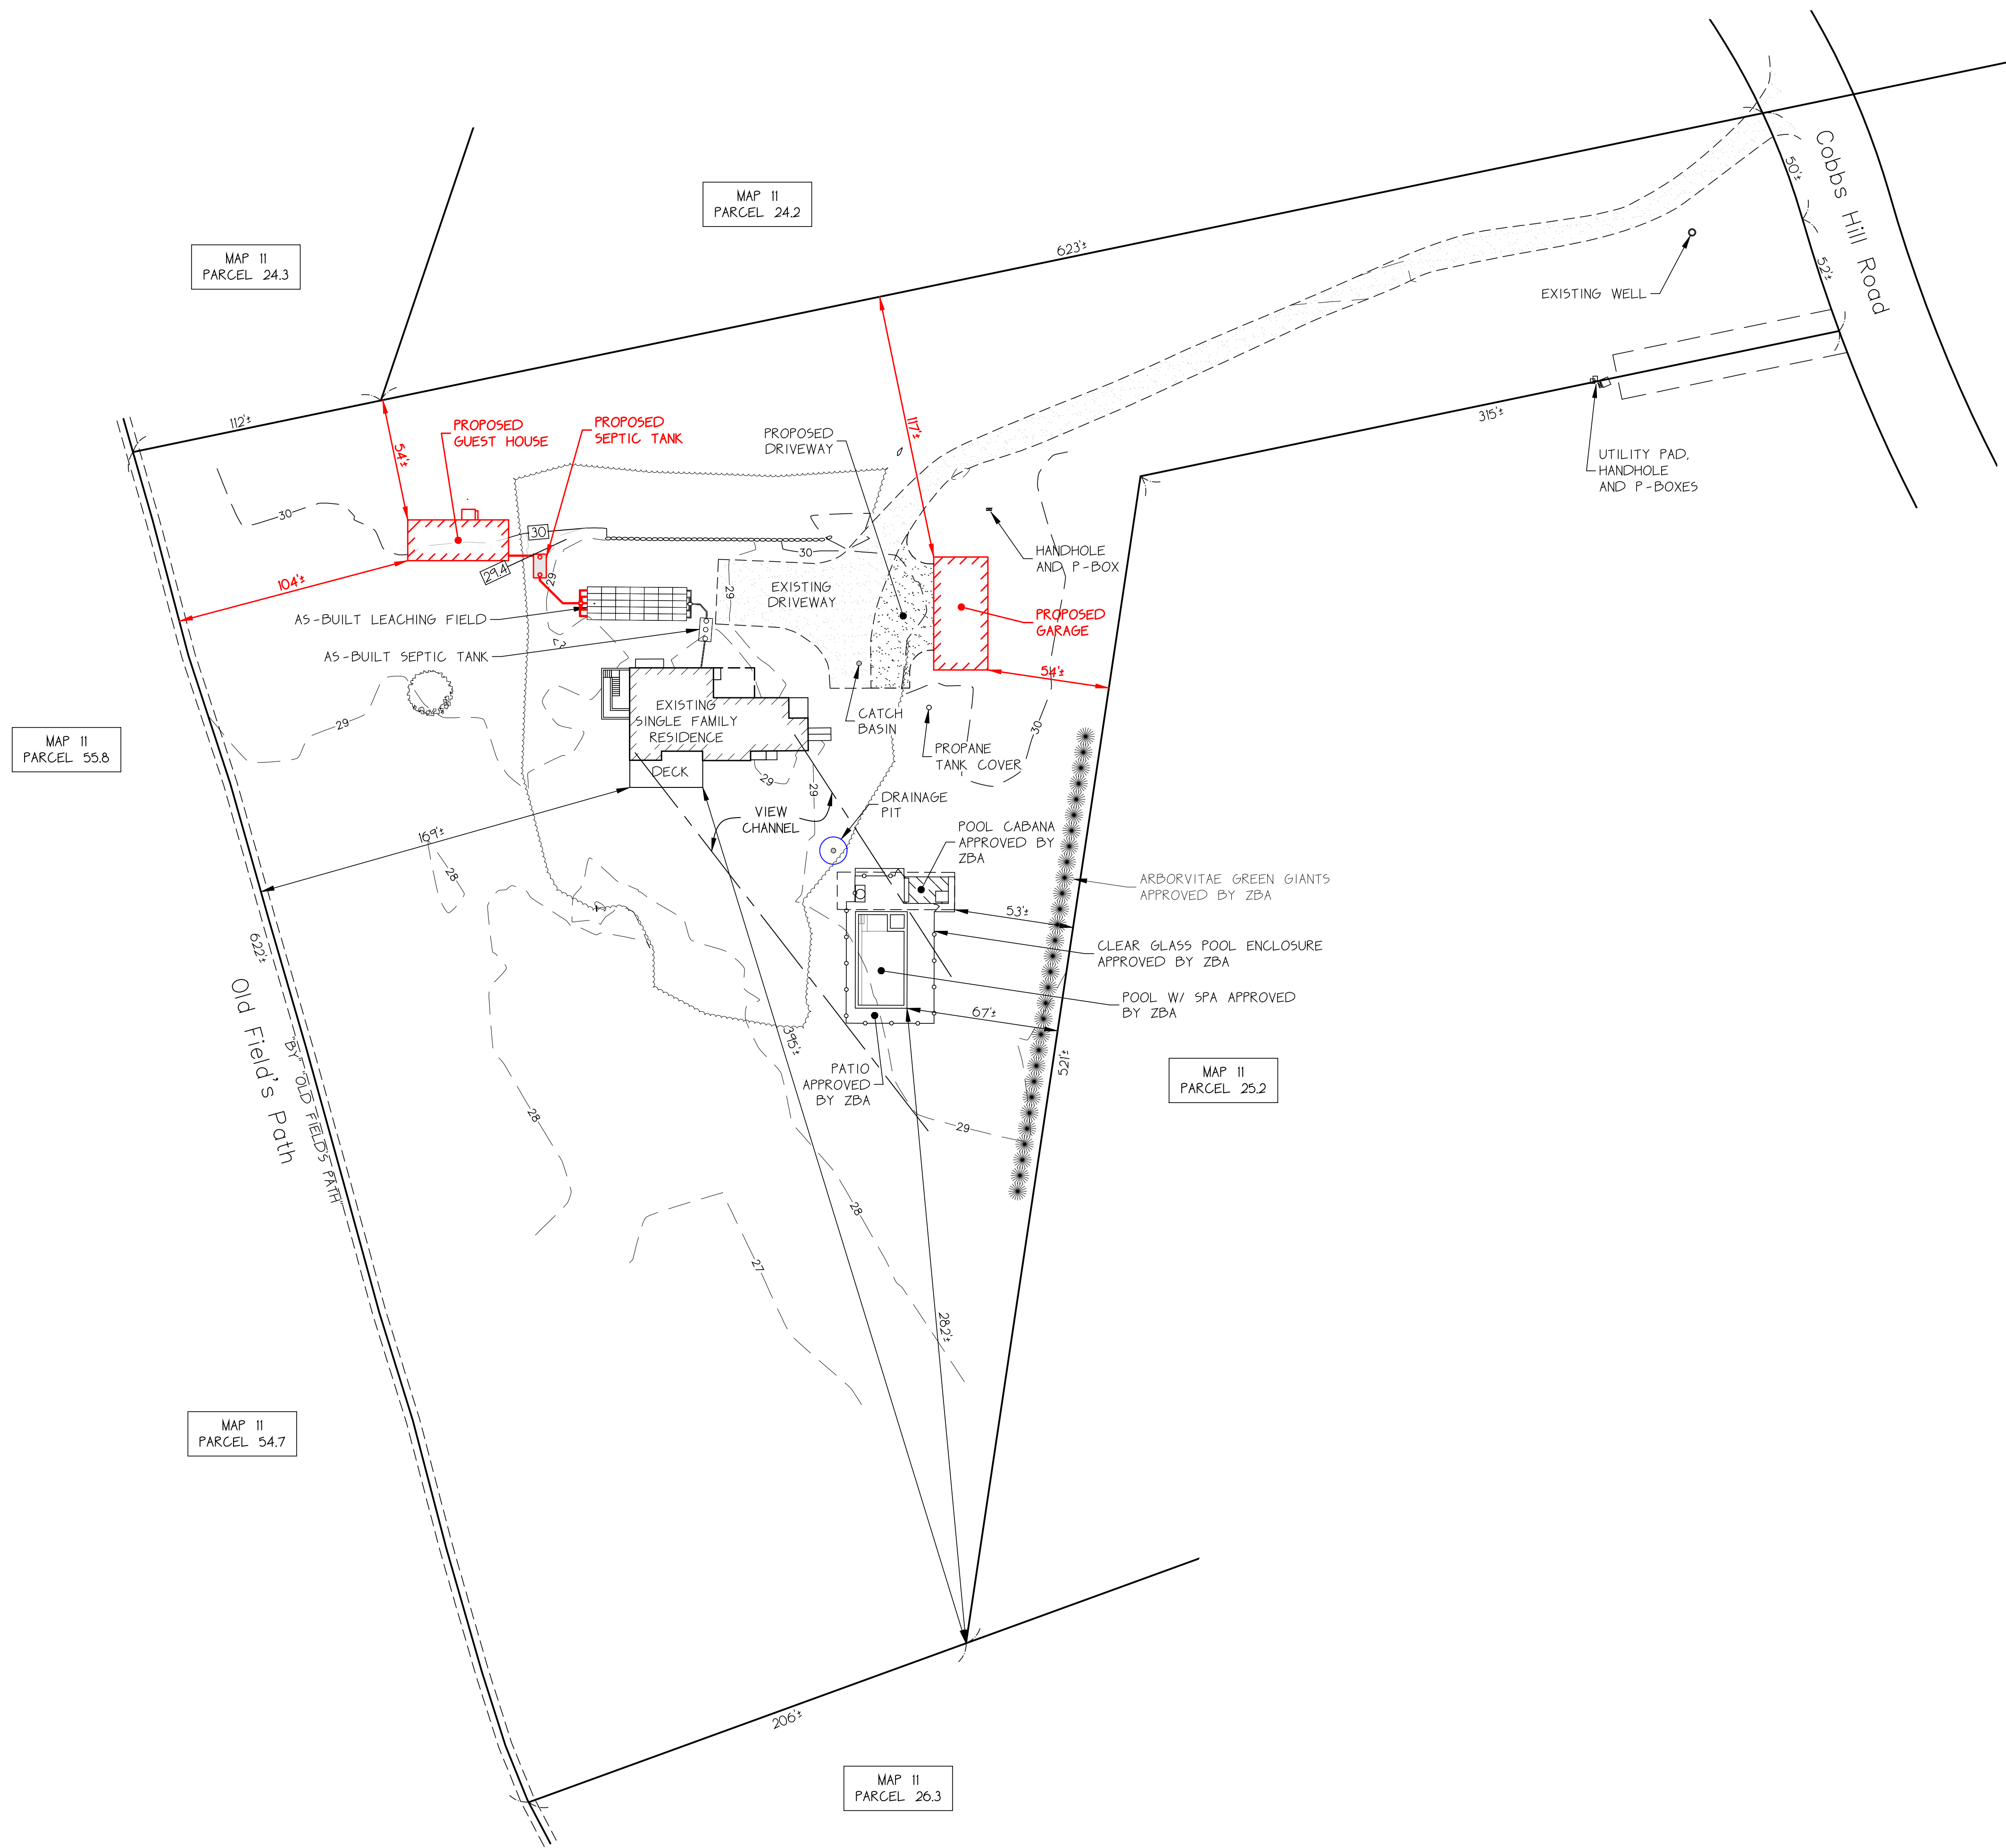 Cobbs Hill Road
50'±
52'±
MAP 11
PARCEL 24.2
MAP 11
PARCEL 24.3
623'±
EXISTING WELL
315'±
UTILITY PAD,
HANDHOLE
AND P-BOXES
112'±
54'±
PROPOSED
GUEST HOUSE
PROPOSED
SEPTIC TANK
PROPOSED
DRIVEWAY
117'±
30
30
29.4
29
30
29
104'±
HANDHOLE
AND P-BOX
EXISTING
DRIVEWAY
PROPOSED
GARAGE
AS-BUILT LEACHING FIELD
AS-BUILT SEPTIC TANK
54'±
EXISTING
SINGLE FAMILY
RESIDENCE
DECK
CATCH
BASIN
30
PROPANE
TANK COVER
29
29
29
MAP 11
PARCEL 55.8
VIEW
CHANNEL
DRAINAGE
PIT
POOL CABANA
APPROVED BY
ZBA
169'±
28
ARBORVITAE GREEN GIANTS
APPROVED BY ZBA
53'±
CLEAR GLASS POOL ENCLOSURE
APPROVED BY ZBA
622'±
POOL W/ SPA APPROVED
BY ZBA
67'±
Old Field's Path
"BY" "OLD FIELD'S PATH"
395'±
521'±
PATIO
APPROVED
BY ZBA
MAP 11
PARCEL 25.2
28
29
28
27
282'±
MAP 11
PARCEL 54.7
206'±
MAP 11
PARCEL 26.3